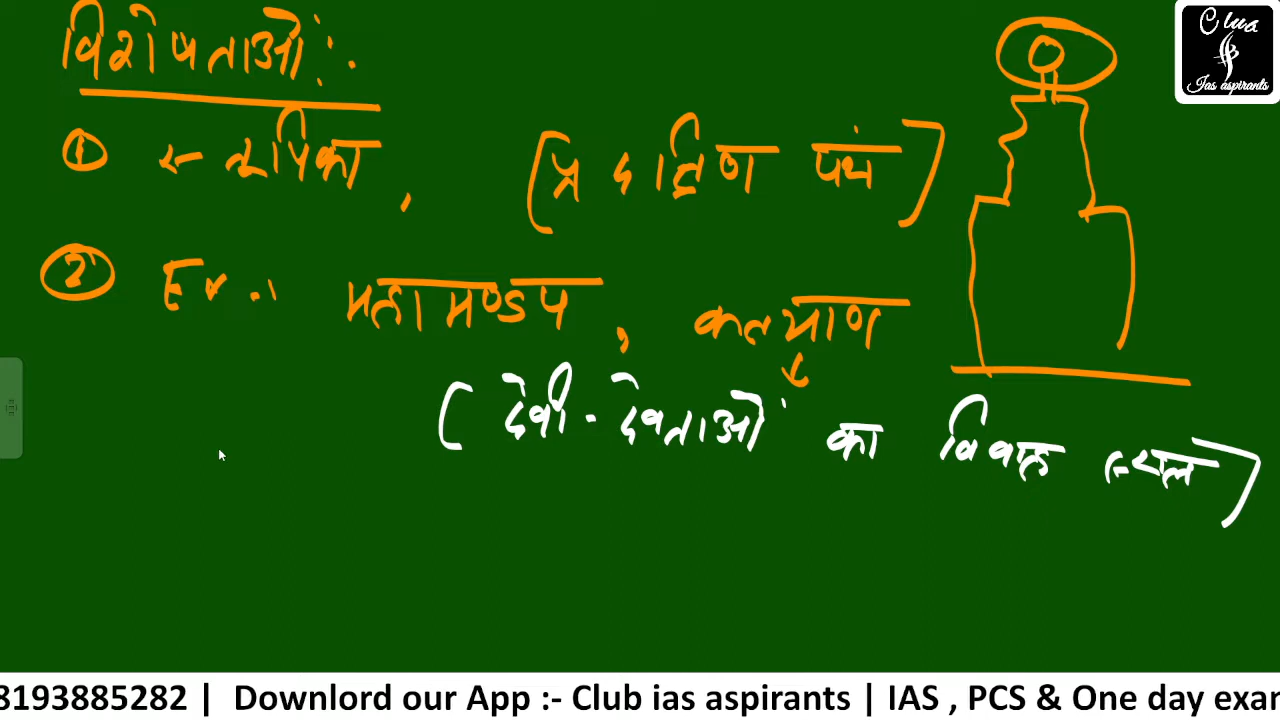 Club
Ias aspirants
विशेषताओं :-
① स्तूपिका, [प्रदक्षिण पथ]
② Ex :- महामण्डप, कल्याण
[देवी-देवताओं का विवाह स्थल]
8193885282 | Downlord our App :- Club ias aspirants | IAS , PCS & One day exa